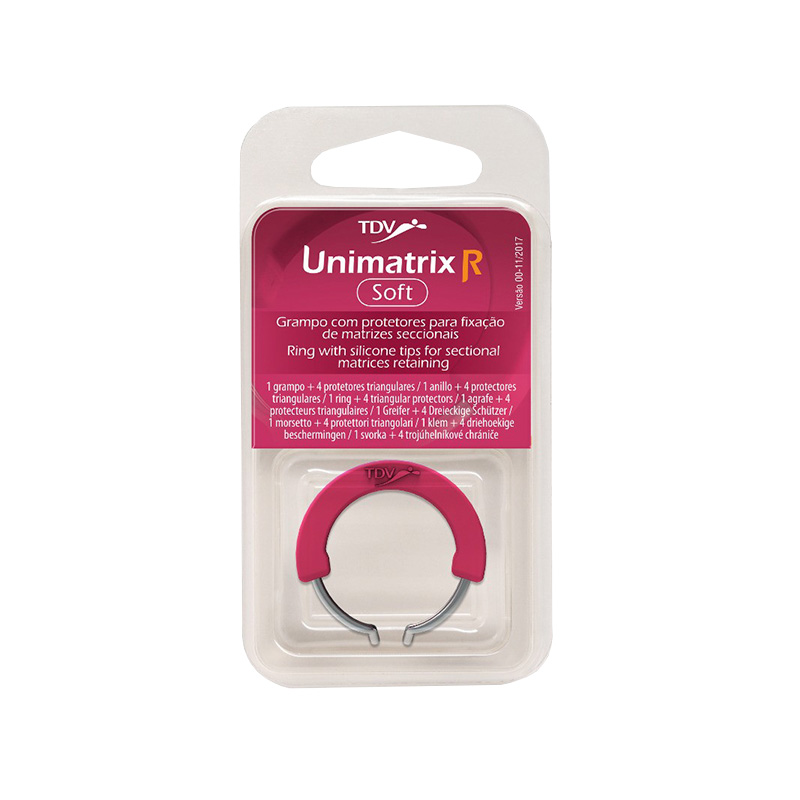 TDV
Unimatrix R
Soft
Versão 00-11/2017
Grampo com protetores para fixação
de matrizes seccionais
Ring with silicone tips for sectional
matrices retaining
1 grampo + 4 protetores triangulares / 1 anillo + 4 protectores
triangulares / 1 ring + 4 triangular protectors / 1 agrafe + 4
protecteurs triangulaires / 1 Greifer + 4 Dreieckige Schützer /
1 morsetto + 4 protettori triangolari / 1 klem + 4 driehoekige
beschermingen / 1 svorka + 4 trojúhelníkové chrániče
TDV